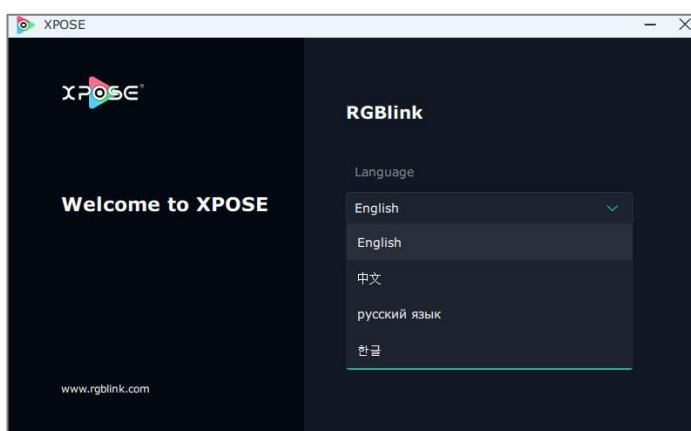 XPOSE
XPOSE®
Welcome to XPOSE
www.rgblink.com
RGBlink
Language
English
English
中文
русский язык
한글